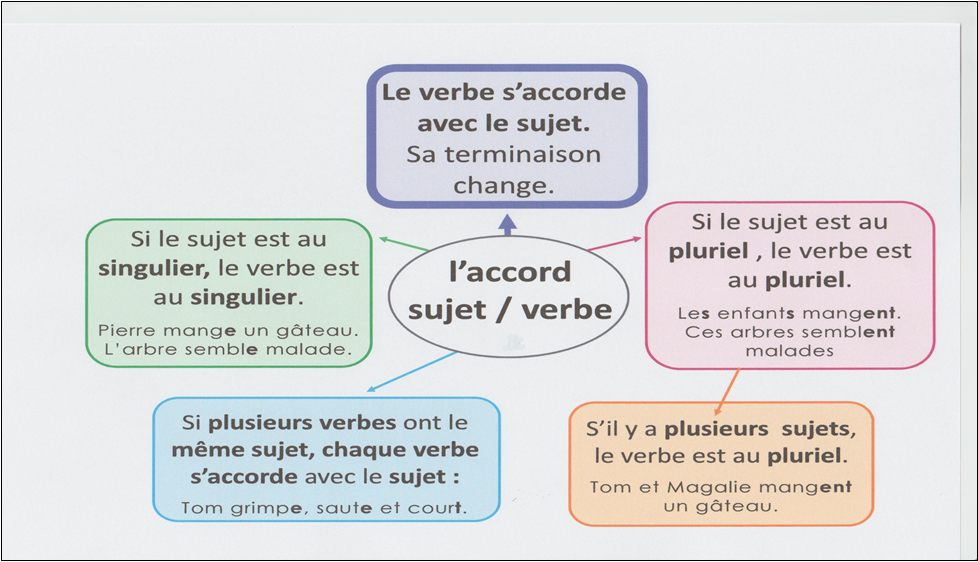 Le verbe s’accorde
avec le sujet.
Sa terminaison
change.
Si le sujet est au
singulier, le verbe est
au singulier.
Pierre mange un gâteau.
L’arbre semble malade.
l’accord
sujet / verbe
Si le sujet est au
pluriel , le verbe est
au pluriel.
Les enfants mangent.
Ces arbres semblent
malades
Si plusieurs verbes ont le
même sujet, chaque verbe
s’accorde avec le sujet :
Tom grimpe, saute et court.
S’il y a plusieurs sujets,
le verbe est au pluriel.
Tom et Magalie mangent
un gâteau.